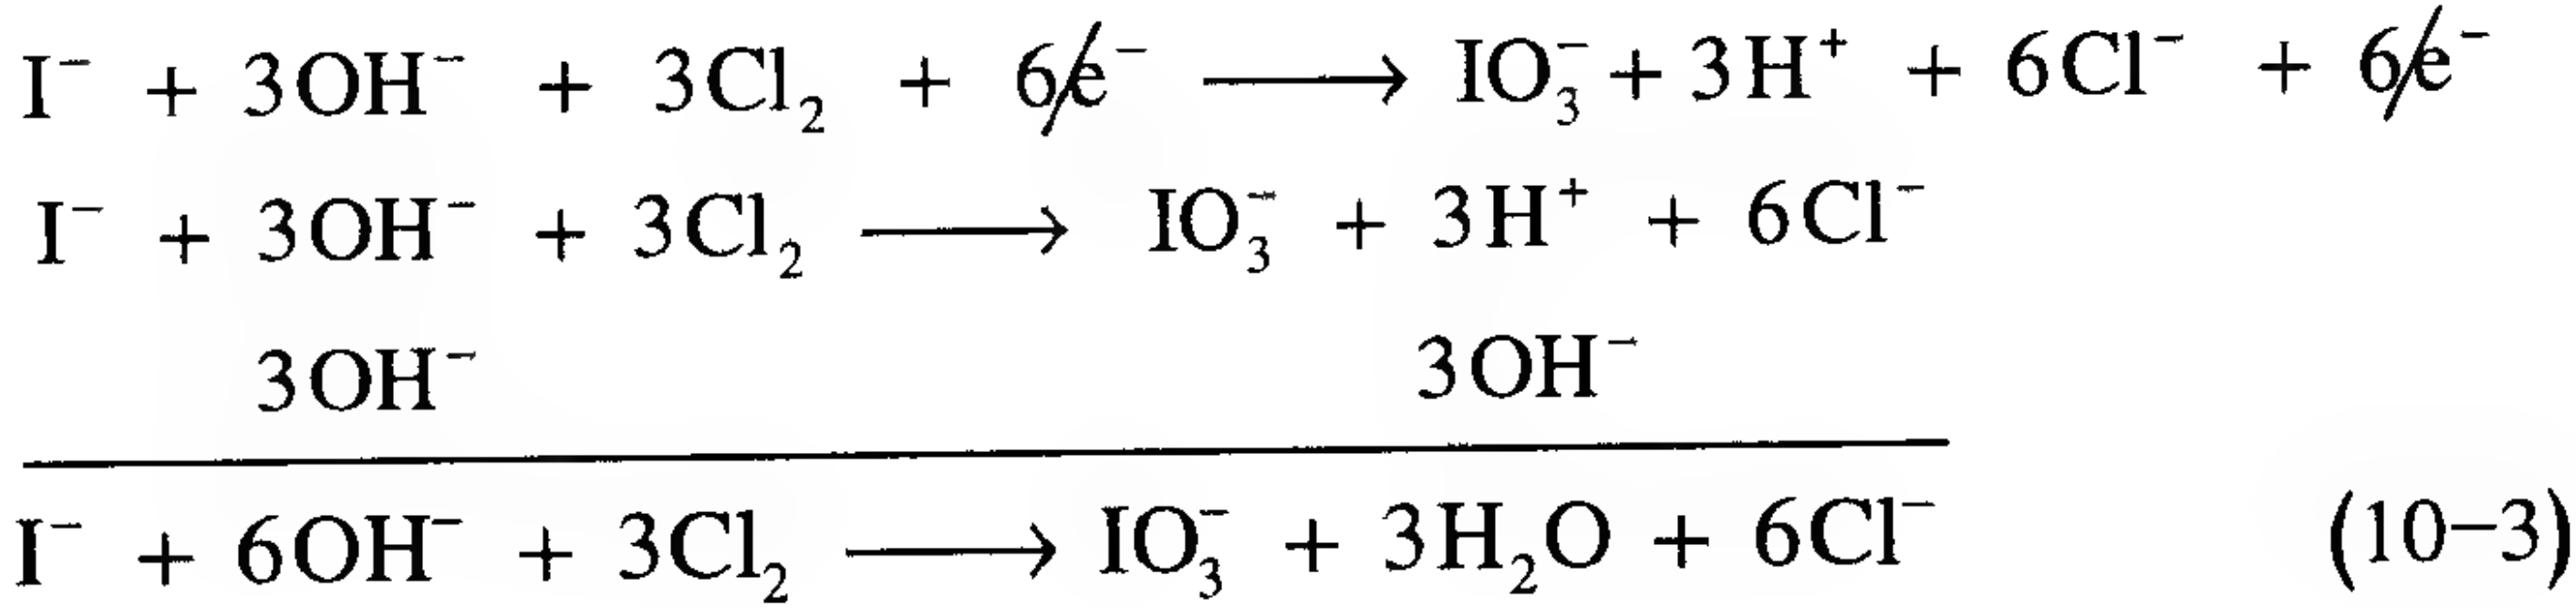 I⁻ + 3OH⁻ + 3Cl₂ + 6e⁻ ⟶ IO₃⁻ + 3H⁺ + 6Cl⁻ + 6e⁻
I⁻ + 3OH⁻ + 3Cl₂ ⟶ IO₃⁻ + 3H⁺ + 6Cl⁻
3OH⁻ 3OH⁻
I⁻ + 6OH⁻ + 3Cl₂ ⟶ IO₃⁻ + 3H₂O + 6Cl⁻ (10−3)